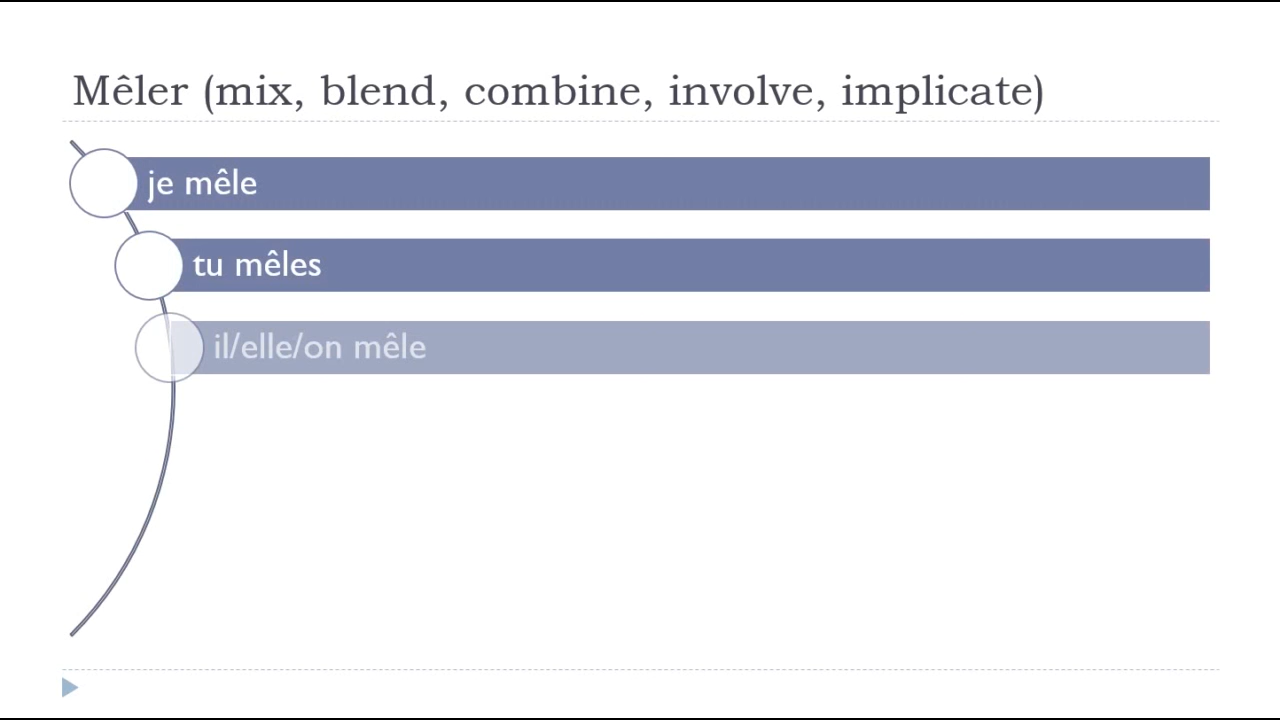 Mêler (mix, blend, combine, involve, implicate)
je mêle
tu mêles
il/elle/on mêle